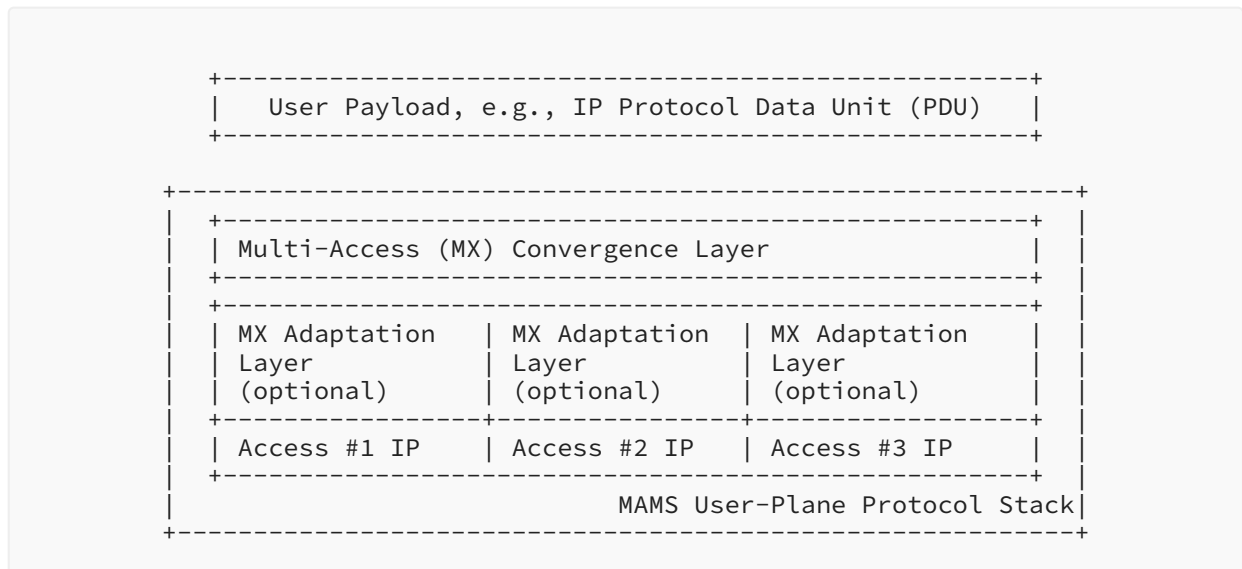 User Payload, e.g., IP Protocol Data Unit (PDU)
Multi-Access (MX) Convergence Layer
MX Adaptation | MX Adaptation | MX Adaptation
Layer | Layer | Layer
(optional) | (optional) | (optional)
Access #1 IP | Access #2 IP | Access #3 IP
MAMS User-Plane Protocol Stack